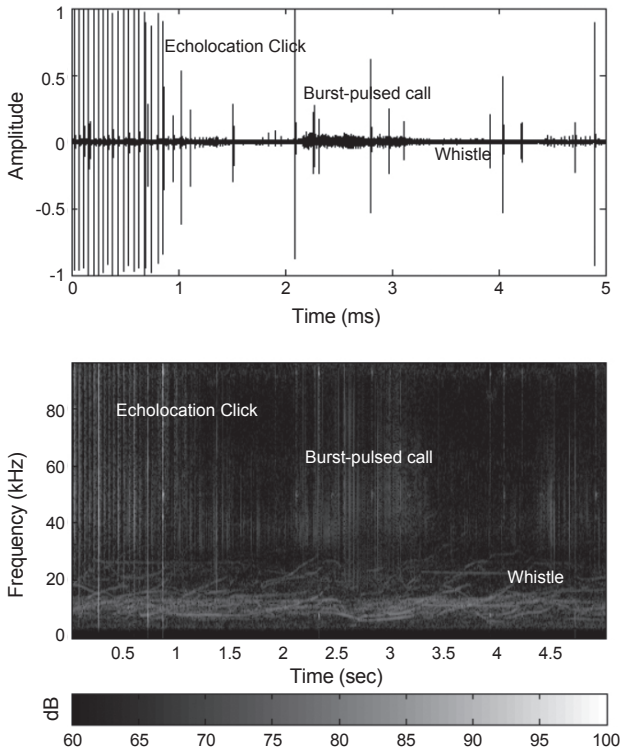 1
0.5
0
-0.5
-1
Amplitude
Echolocation Click
Burst-pulsed call
Whistle
0 1 2 3 4 5
Time (ms)
80
60
40
20
0
Frequency (kHz)
Echolocation Click
Burst-pulsed call
Whistle
0.5 1 1.5 2 2.5 3 3.5 4 4.5
Time (sec)
dB
60 65 70 75 80 85 90 95 100